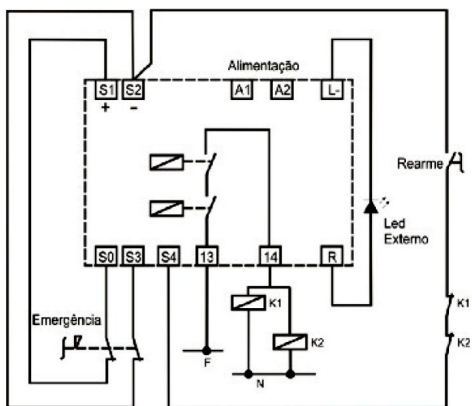 Alimentação
S1
S2
A1
A2
L-
+
−
Rearme
Led
Externo
S0
S3
S4
13
14
R
Emergência
K1
K2
F
N
K1
K2